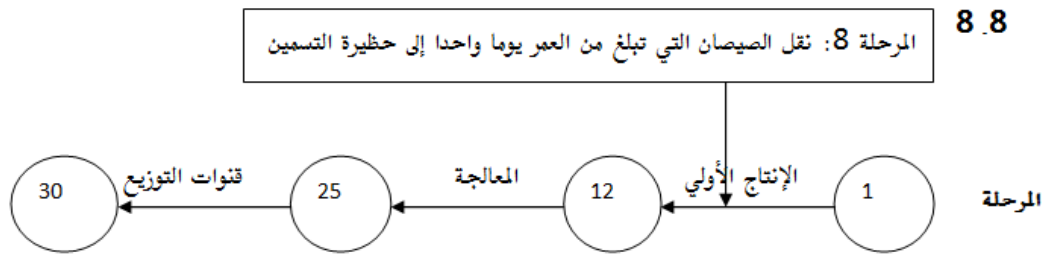 8.8
المرحلة 8: نقل الصيصان التي تبلغ من العمر يوما واحدا إلى حظيرة التسمين
الإنتاج الأولي
المعالجة
قنوات التوزيع
المرحلة
1
12
25
30